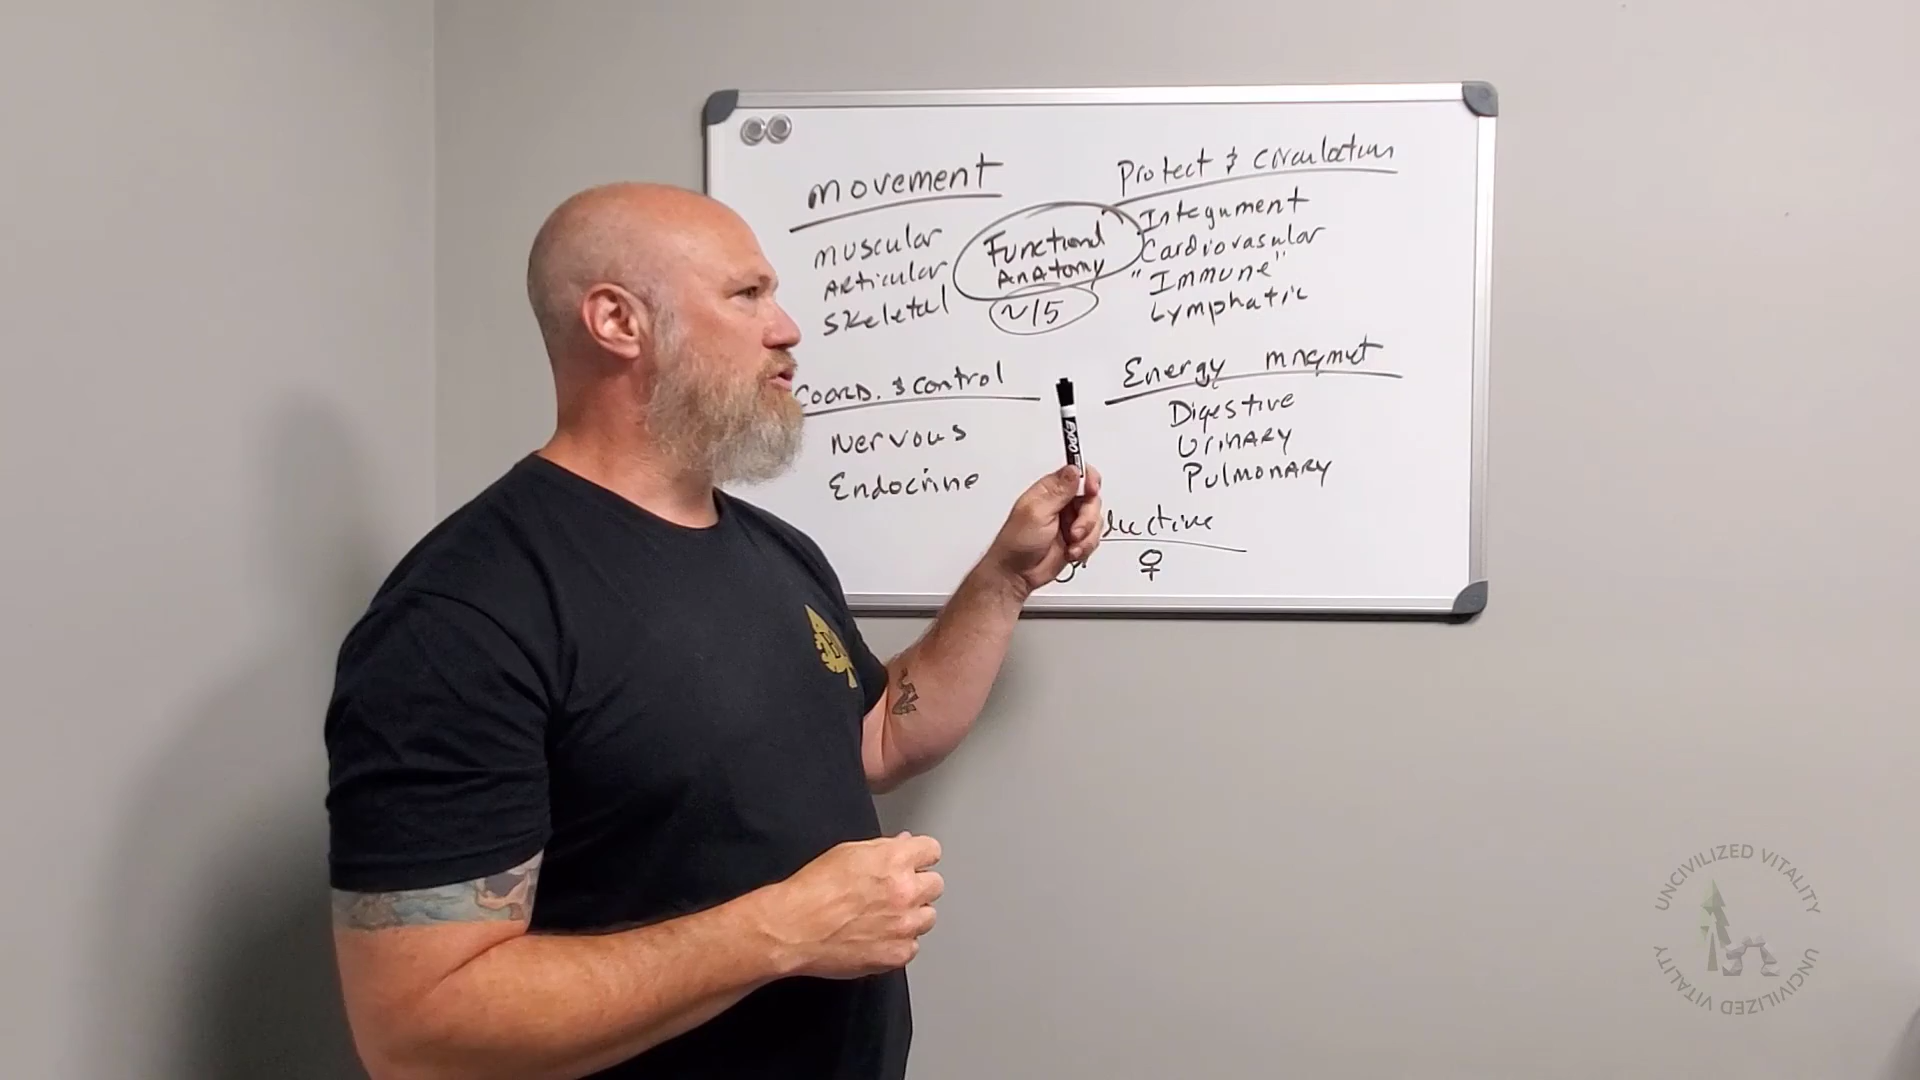 Movement
Muscular
Articular
Skeletal
Functional
Anatomy
~15
Protect & circulation
Integument
Cardiovasular
"Immune"
Lymphatic
Coord. & control
Nervous
Endocrine
Energy mngmnt
Digestive
Urinary
Pulmonary
ductive
♂ ♀
EXPO
UNCIVILIZED VITALITY
UNCIVILIZED VITALITY